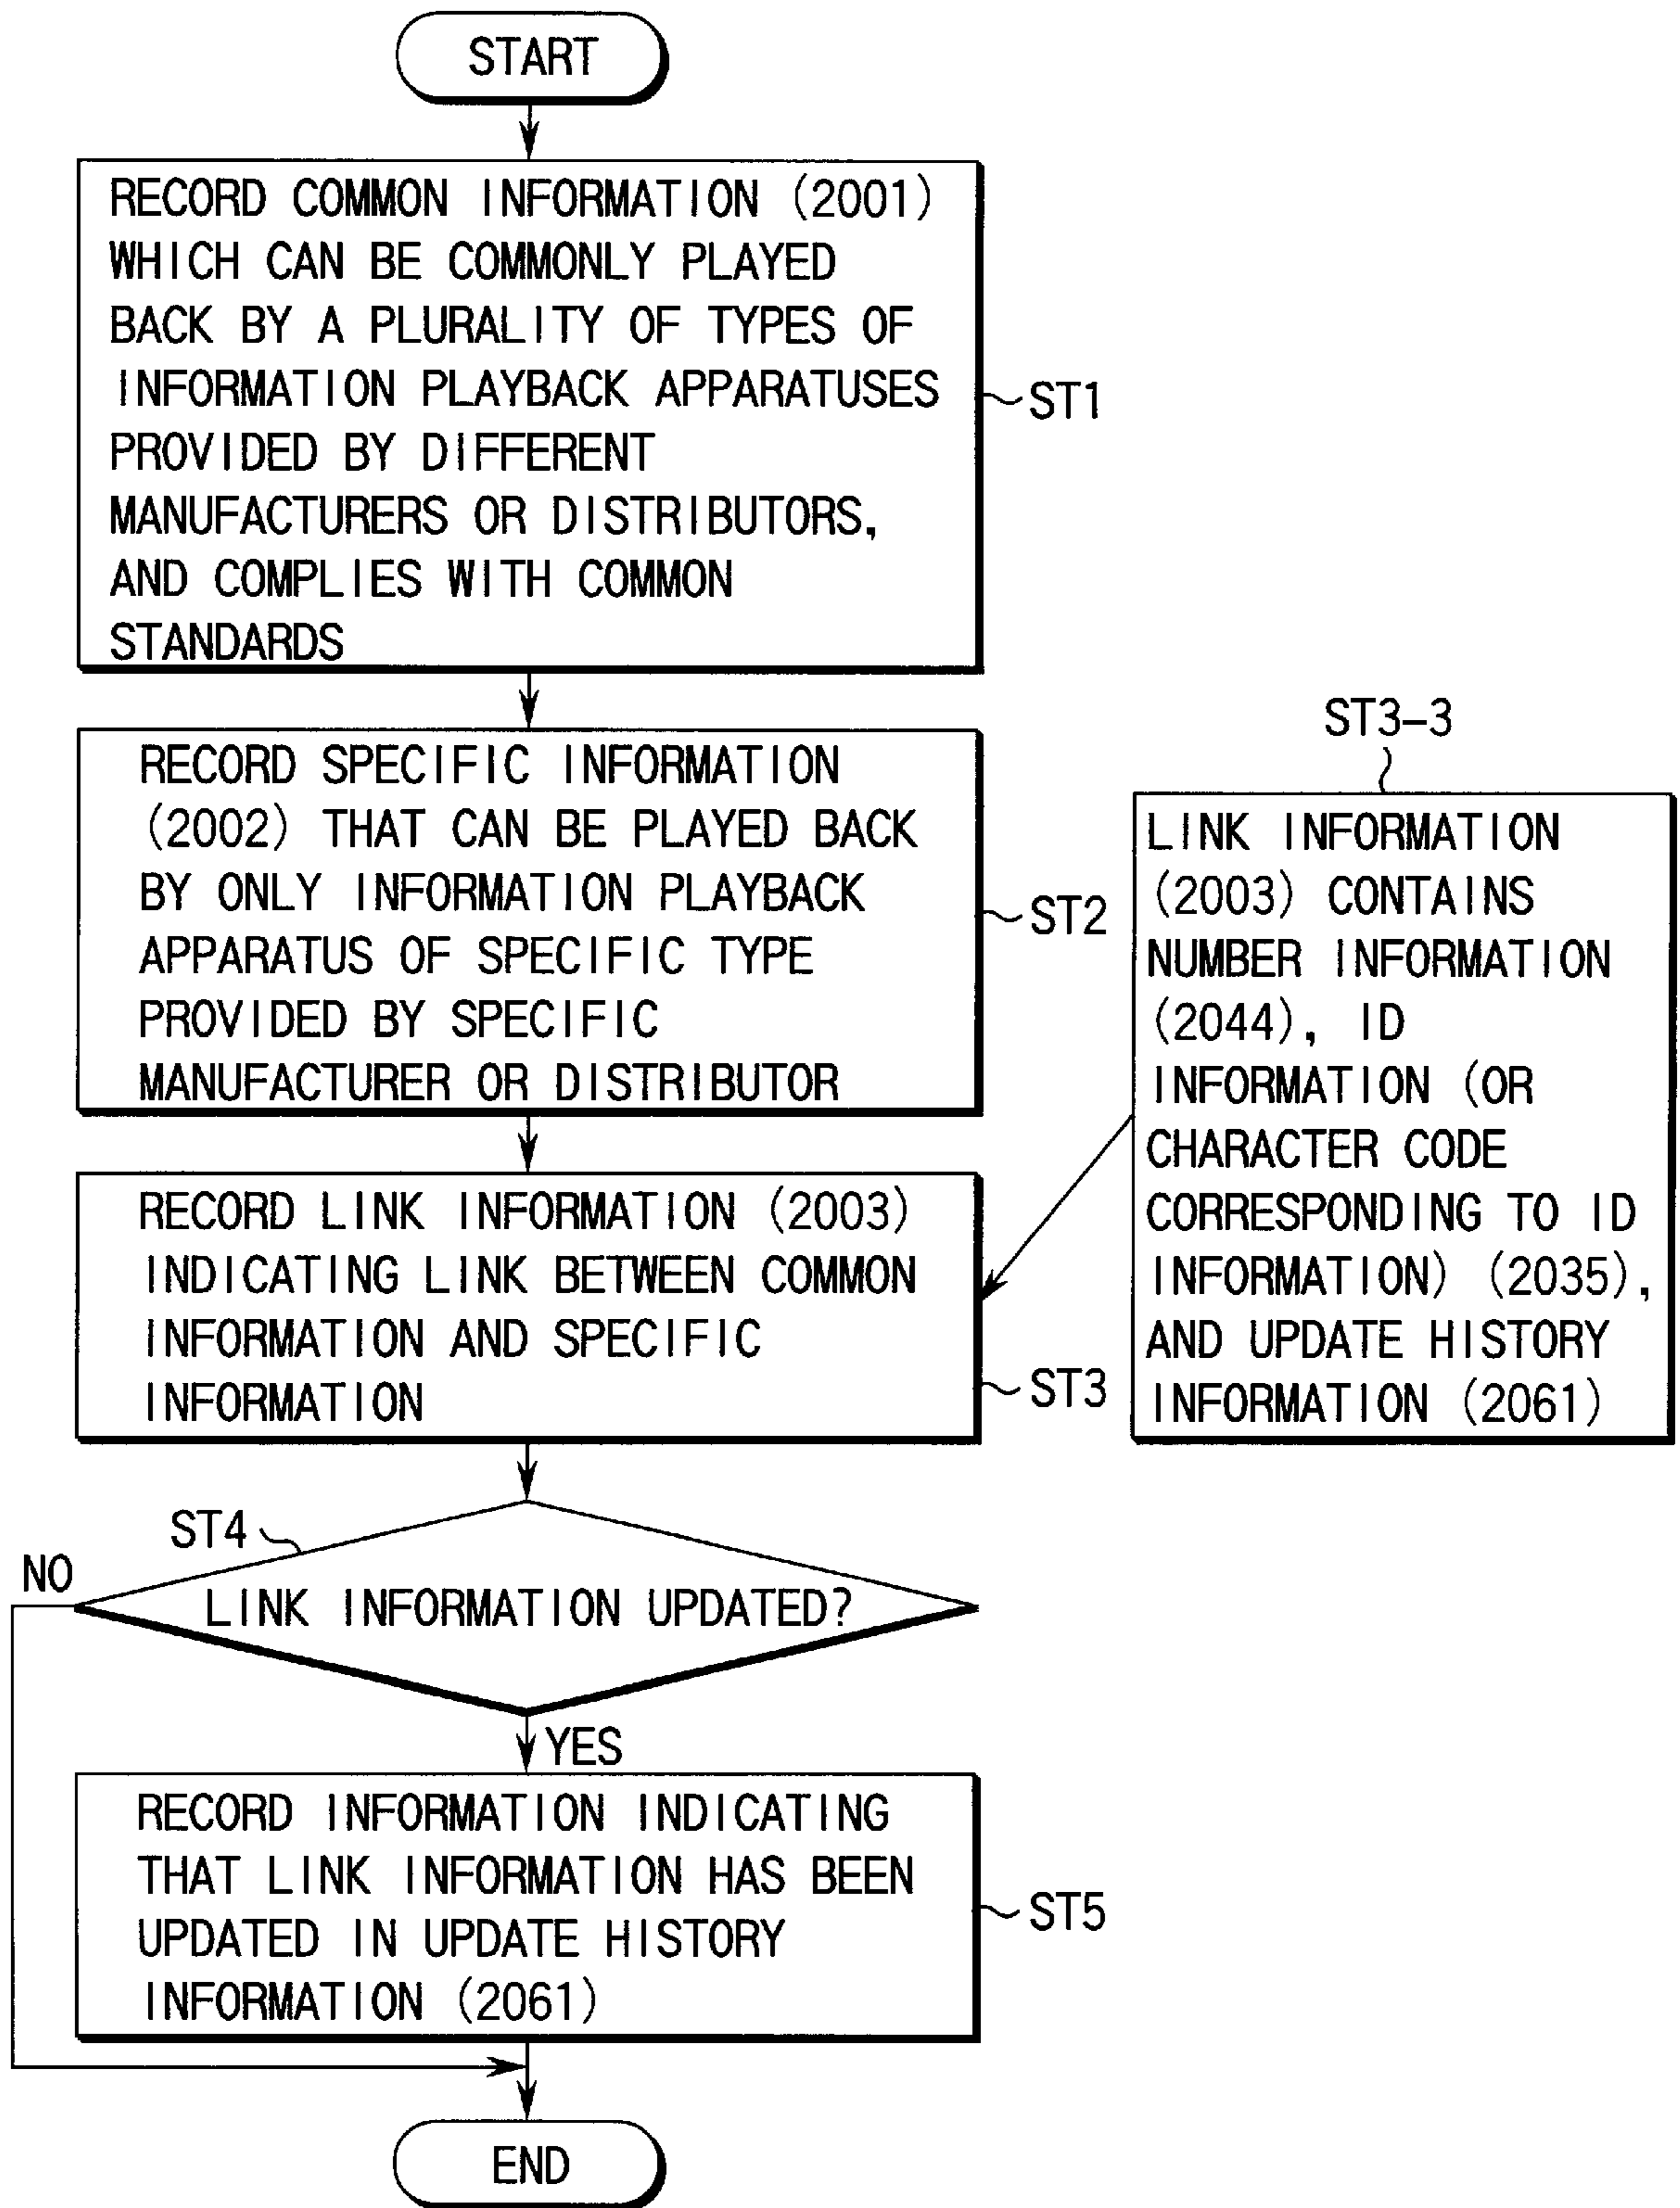 START
RECORD COMMON INFORMATION (2001)
WHICH CAN BE COMMONLY PLAYED
BACK BY A PLURALITY OF TYPES OF
INFORMATION PLAYBACK APPARATUSES
PROVIDED BY DIFFERENT
MANUFACTURERS OR DISTRIBUTORS,
AND COMPLIES WITH COMMON
STANDARDS
ST1
RECORD SPECIFIC INFORMATION
(2002) THAT CAN BE PLAYED BACK
BY ONLY INFORMATION PLAYBACK
APPARATUS OF SPECIFIC TYPE
PROVIDED BY SPECIFIC
MANUFACTURER OR DISTRIBUTOR
ST2
ST3-3
LINK INFORMATION
(2003) CONTAINS
NUMBER INFORMATION
(2044), ID
INFORMATION (OR
CHARACTER CODE
CORRESPONDING TO ID
INFORMATION) (2035),
AND UPDATE HISTORY
INFORMATION (2061)
RECORD LINK INFORMATION (2003)
INDICATING LINK BETWEEN COMMON
INFORMATION AND SPECIFIC
INFORMATION
ST3
ST4
NO
LINK INFORMATION UPDATED?
YES
RECORD INFORMATION INDICATING
THAT LINK INFORMATION HAS BEEN
UPDATED IN UPDATE HISTORY
INFORMATION (2061)
ST5
END